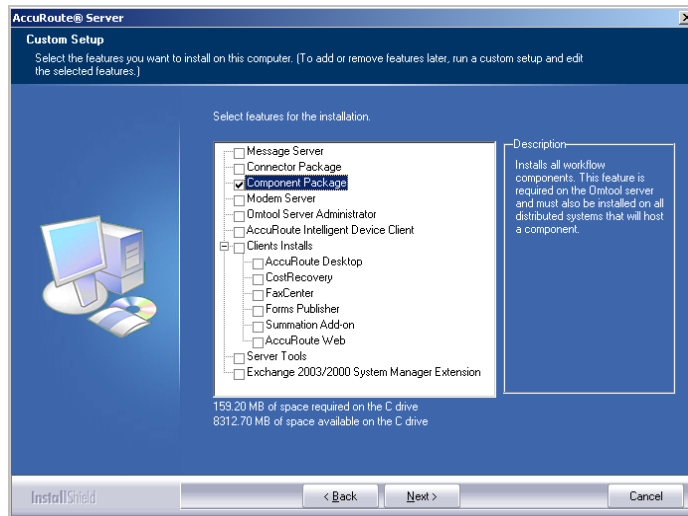 AccuRoute® Server
Custom Setup
Select the features you want to install on this computer. (To add or remove features later, run a custom setup and edit
the selected features.)
Select features for the installation.
Message Server
Connector Package
Component Package
Modem Server
Omtool Server Administrator
AccuRoute Intelligent Device Client
Clients Installs
AccuRoute Desktop
CostRecovery
FaxCenter
Forms Publisher
Summation Add-on
AccuRoute Web
Server Tools
Exchange 2003/2000 System Manager Extension
Description
Installs all workflow
components. This feature is
required on the Omtool server
and must also be installed on all
distributed systems that will host
a component.
159.20 MB of space required on the C drive
8312.70 MB of space available on the C drive
InstallShield
< Back
Next >
Cancel